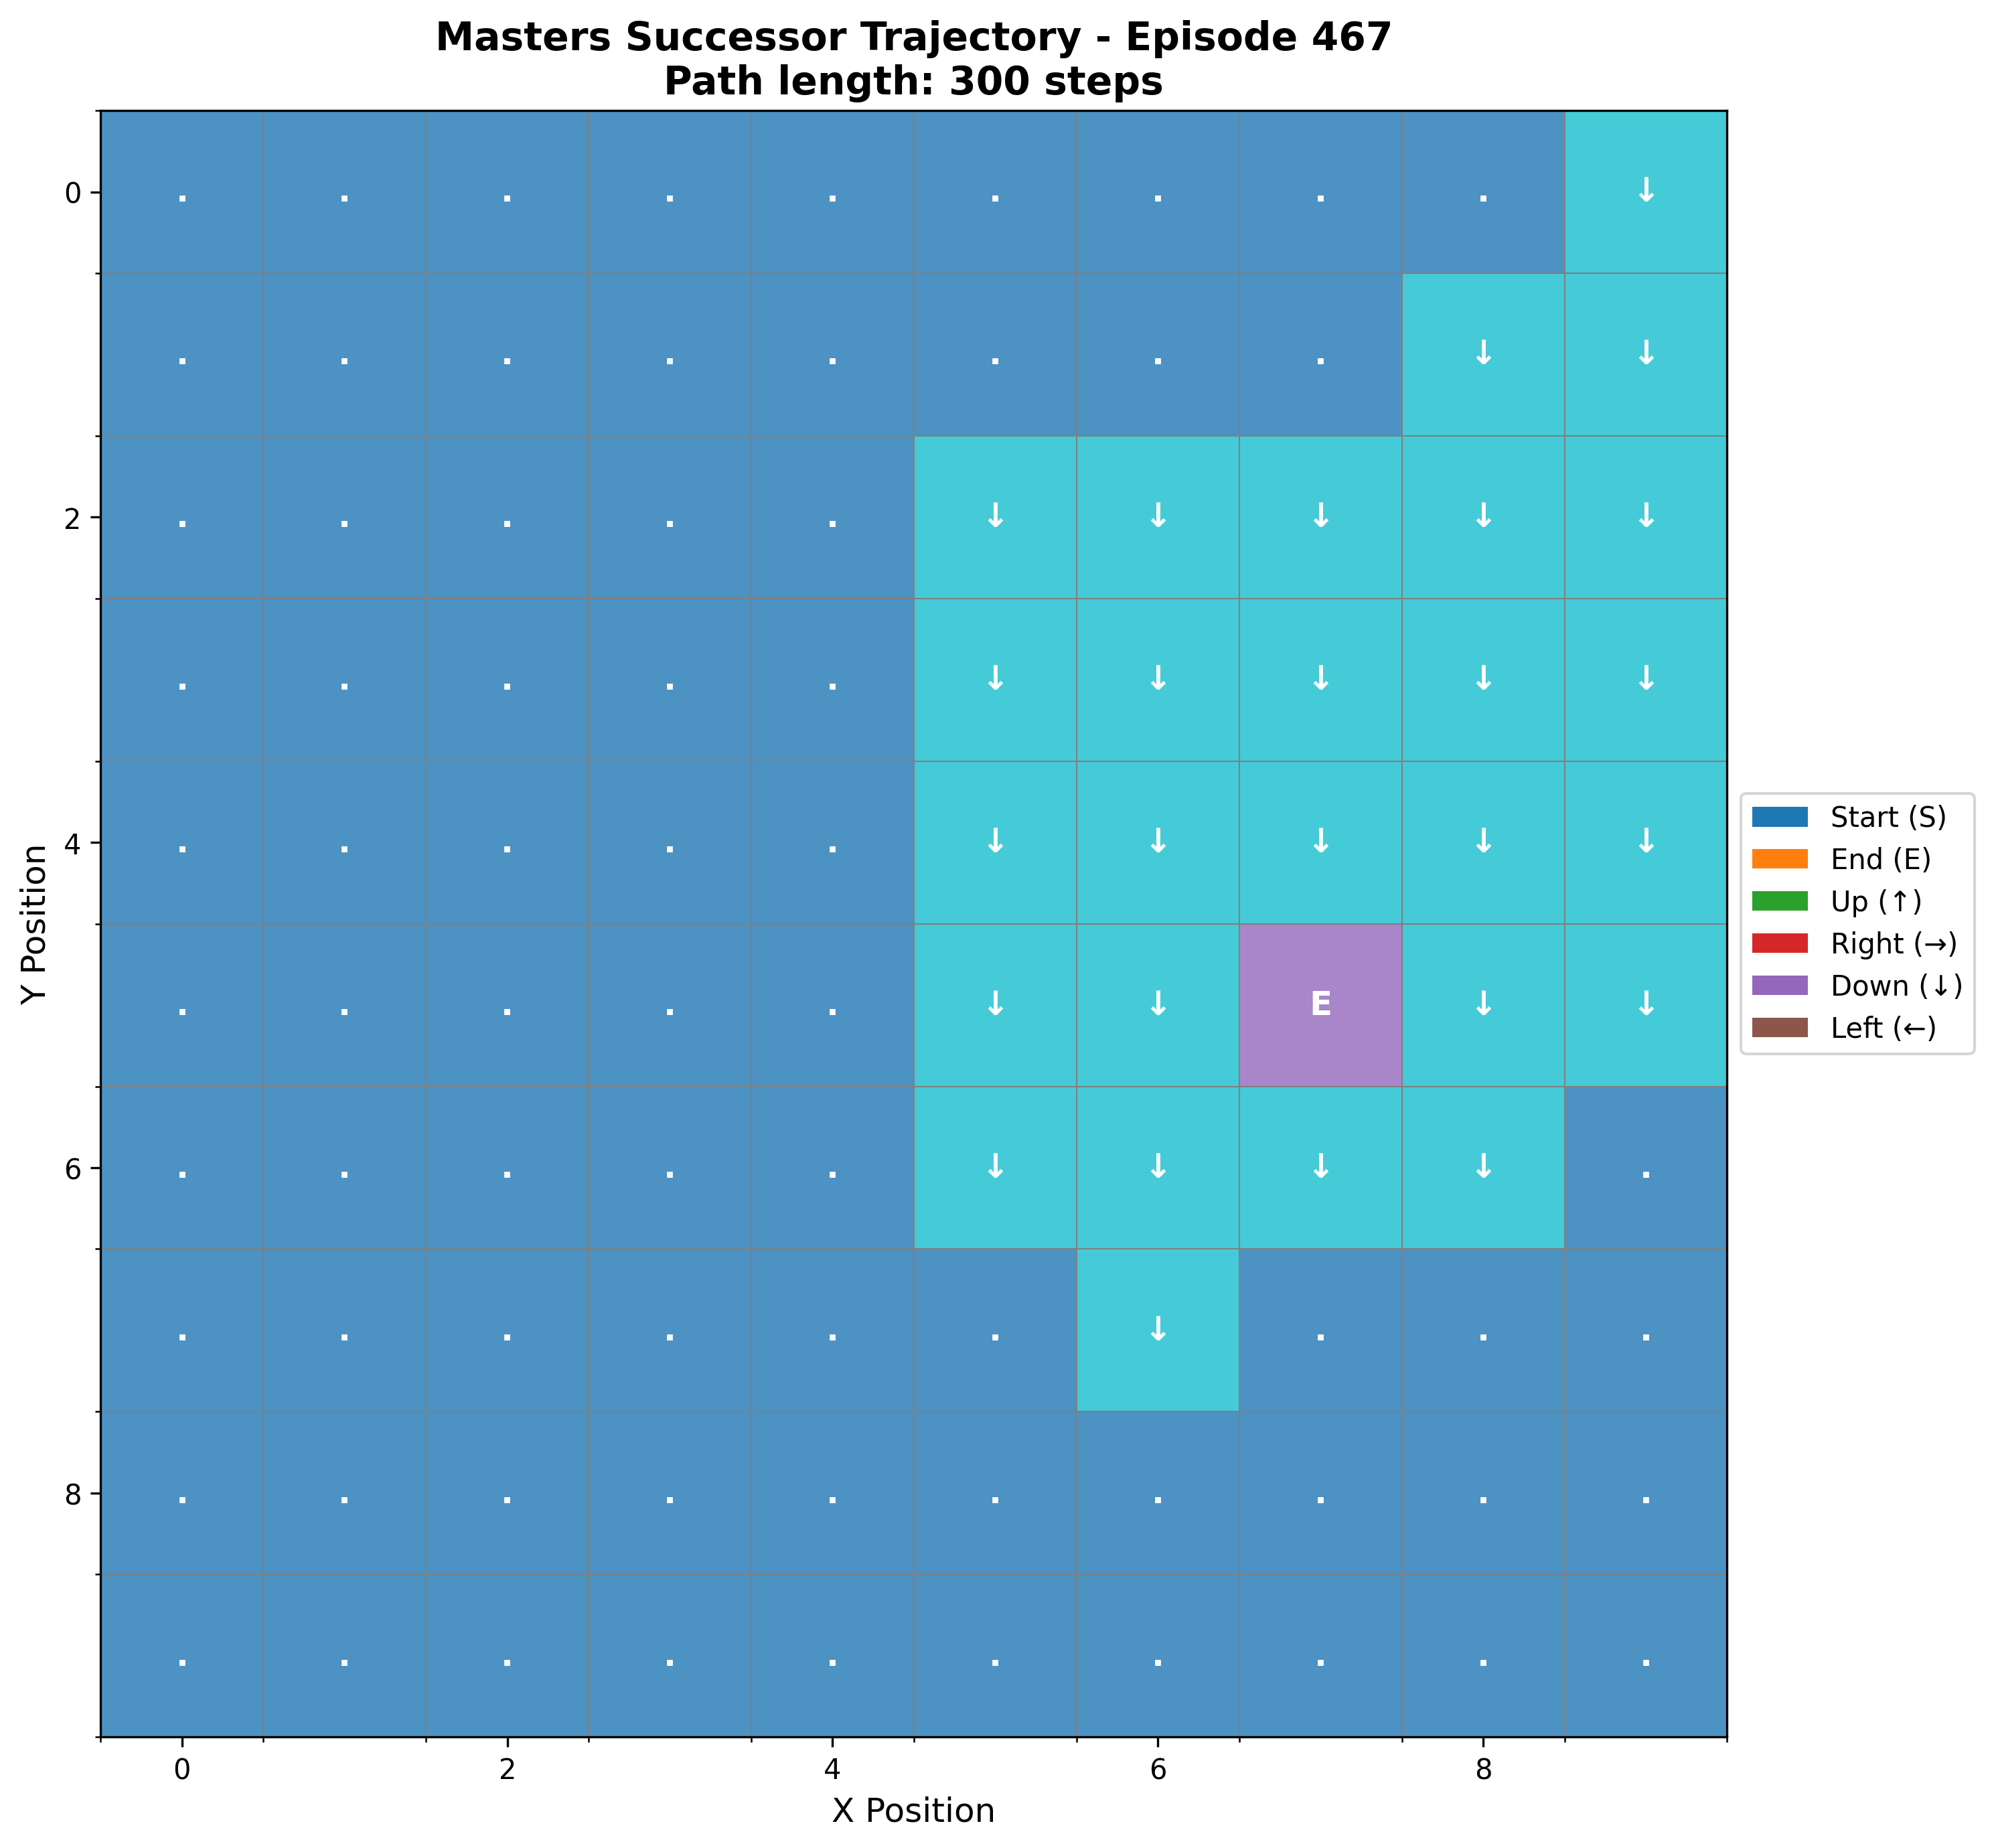 Masters Successor Trajectory - Episode 467
Path length: 300 steps
0 . . . . . . . . . ↓
. . . . . . . . ↓ ↓
2 . . . . . ↓ ↓ ↓ ↓ ↓
. . . . . ↓ ↓ ↓ ↓ ↓
4 . . . . . ↓ ↓ ↓ ↓ ↓
. . . . . ↓ ↓ E ↓ ↓
6 . . . . . ↓ ↓ ↓ ↓ .
. . . . . . ↓ . . .
8 . . . . . . . . . .
. . . . . . . . . .
0 2 4 6 8
X Position
Y Position
Start (S)
End (E)
Up (↑)
Right (→)
Down (↓)
Left (←)